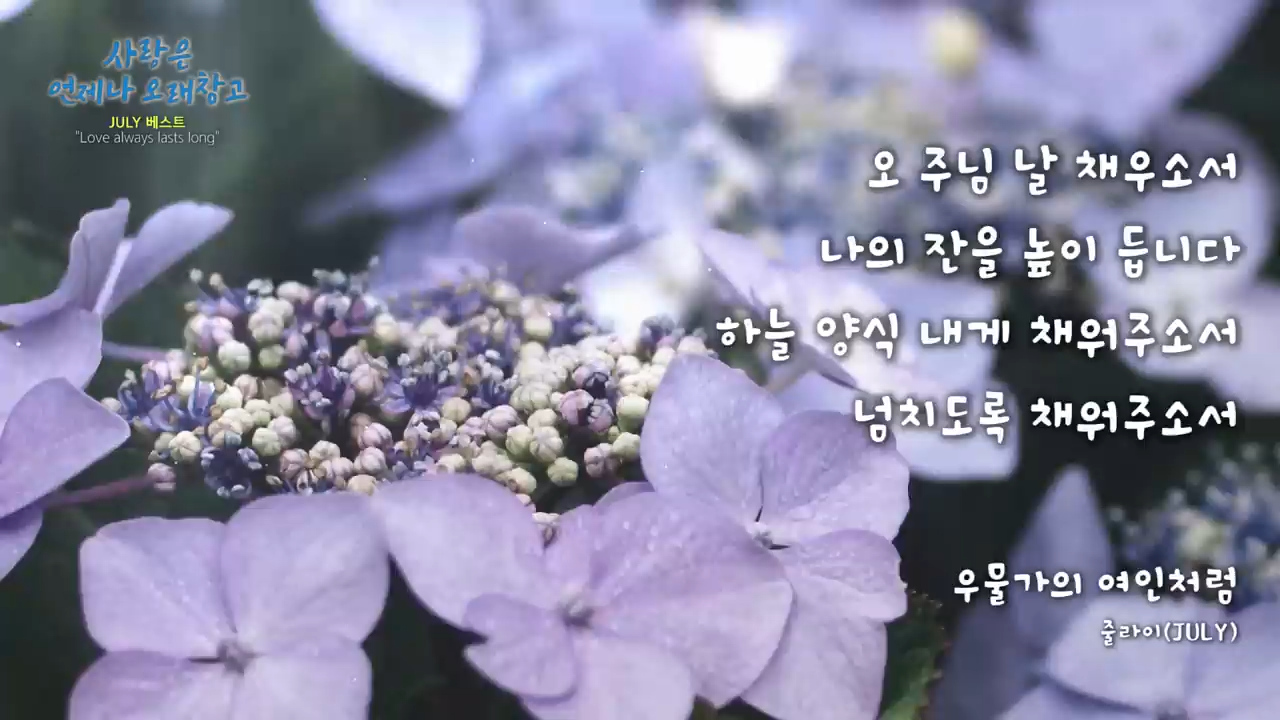 사랑은
언제나 오래참고
JULY 베스트
"Love always lasts long"
오 주님 날 채우소서
나의 잔을 높이 듭니다
하늘 양식 내게 채워주소서
넘치도록 채워주소서
우물가의 여인처럼
줄라이(JULY)